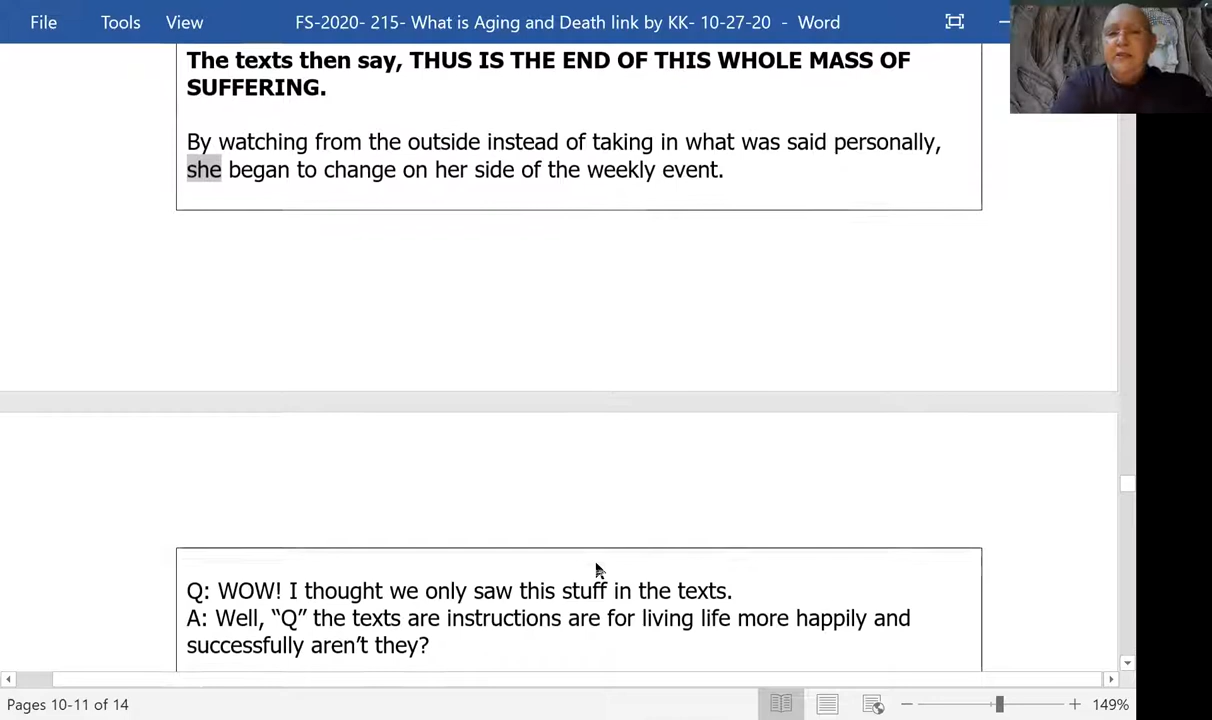 File Tools View FS-2020- 215- What is Aging and Death link by KK- 10-27-20 - Word
The texts then say, THUS IS THE END OF THIS WHOLE MASS OF
SUFFERING.
By watching from the outside instead of taking in what was said personally,
she began to change on her side of the weekly event.
Q: WOW! I thought we only saw this stuff in the texts.
A: Well, “Q” the texts are instructions are for living life more happily and
successfully aren’t they?
Pages 10-11 of 14 149%